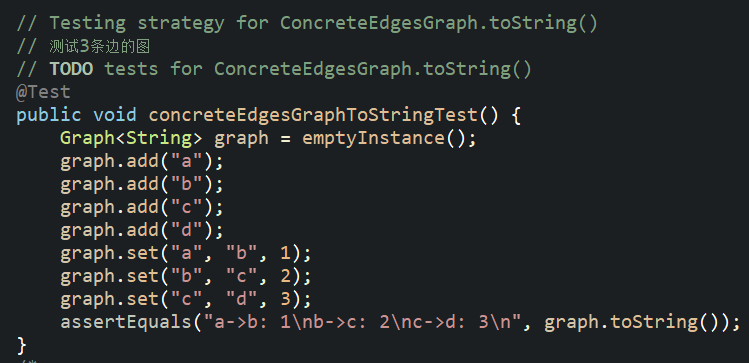 // Testing strategy for ConcreteEdgesGraph.toString()
// 测试3条边的图
// TODO tests for ConcreteEdgesGraph.toString()
@Test
public void concreteEdgesGraphToStringTest() {
    Graph<String> graph = emptyInstance();
    graph.add("a");
    graph.add("b");
    graph.add("c");
    graph.add("d");
    graph.set("a", "b", 1);
    graph.set("b", "c", 2);
    graph.set("c", "d", 3);
    assertEquals("a->b: 1\nb->c: 2\nc->d: 3\n", graph.toString());
}